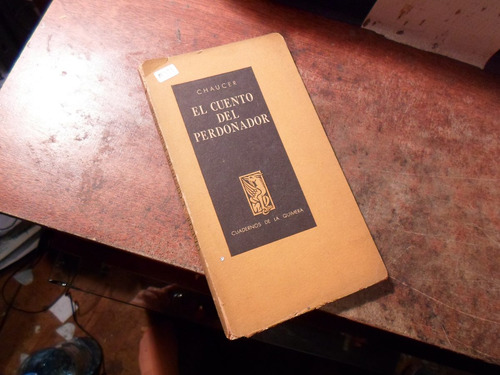 CHAUCER
EL CUENTO
DEL
PERDONADOR
CUADERNOS DE LA QUIMERA